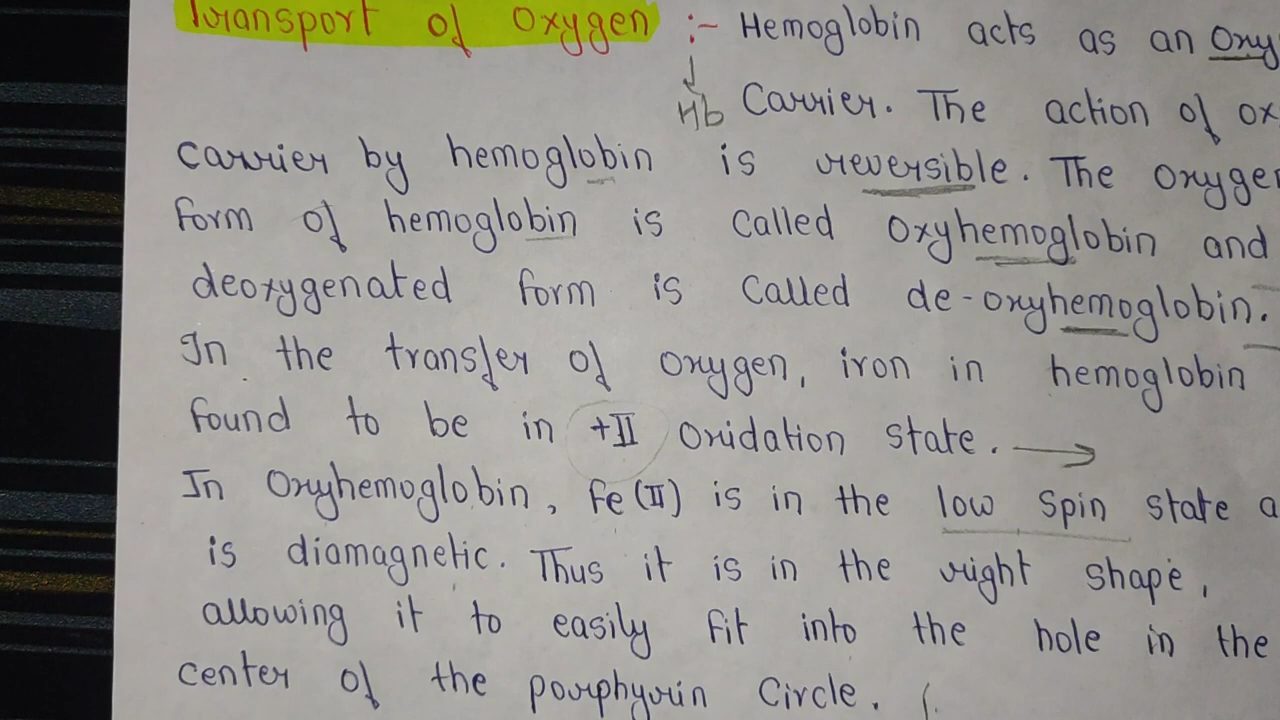 Transport of Oxygen :- Hemoglobin acts as an Oxy
↓
Hb Carrier. The action of ox
carrier by hemoglobin is reversible. The Oxygen
form of hemoglobin is called Oxyhemoglobin and
deoxygenated form is called de-oxyhemoglobin.
In the transfer of oxygen, iron in hemoglobin
found to be in +II oxidation state. →
In Oxyhemoglobin, Fe(II) is in the low spin state a
is diamagnetic. Thus it is in the right shape,
allowing it to easily fit into the hole in the
center of the porphyrin Circle.